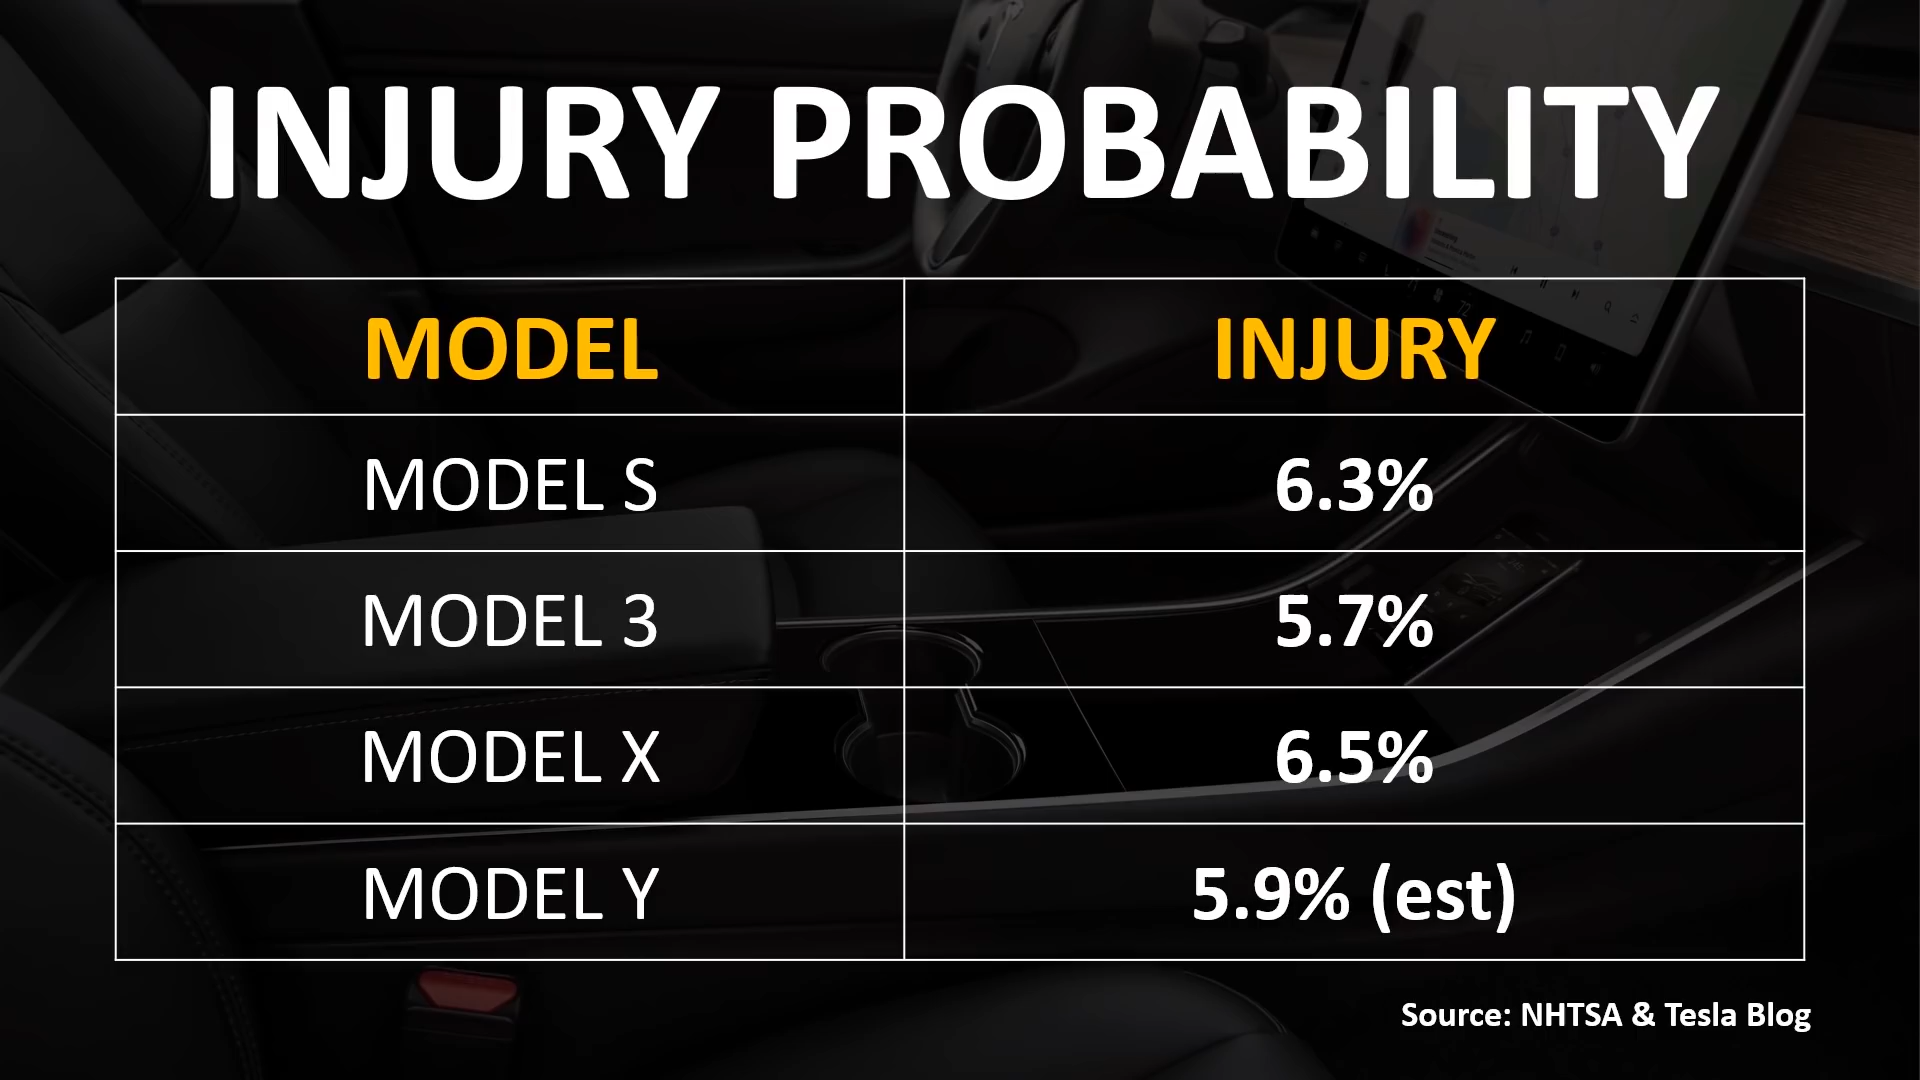 INJURY PROBABILITY
MODEL INJURY
MODEL S 6.3%
MODEL 3 5.7%
MODEL X 6.5%
MODEL Y 5.9% (est)
Source: NHTSA & Tesla Blog
72